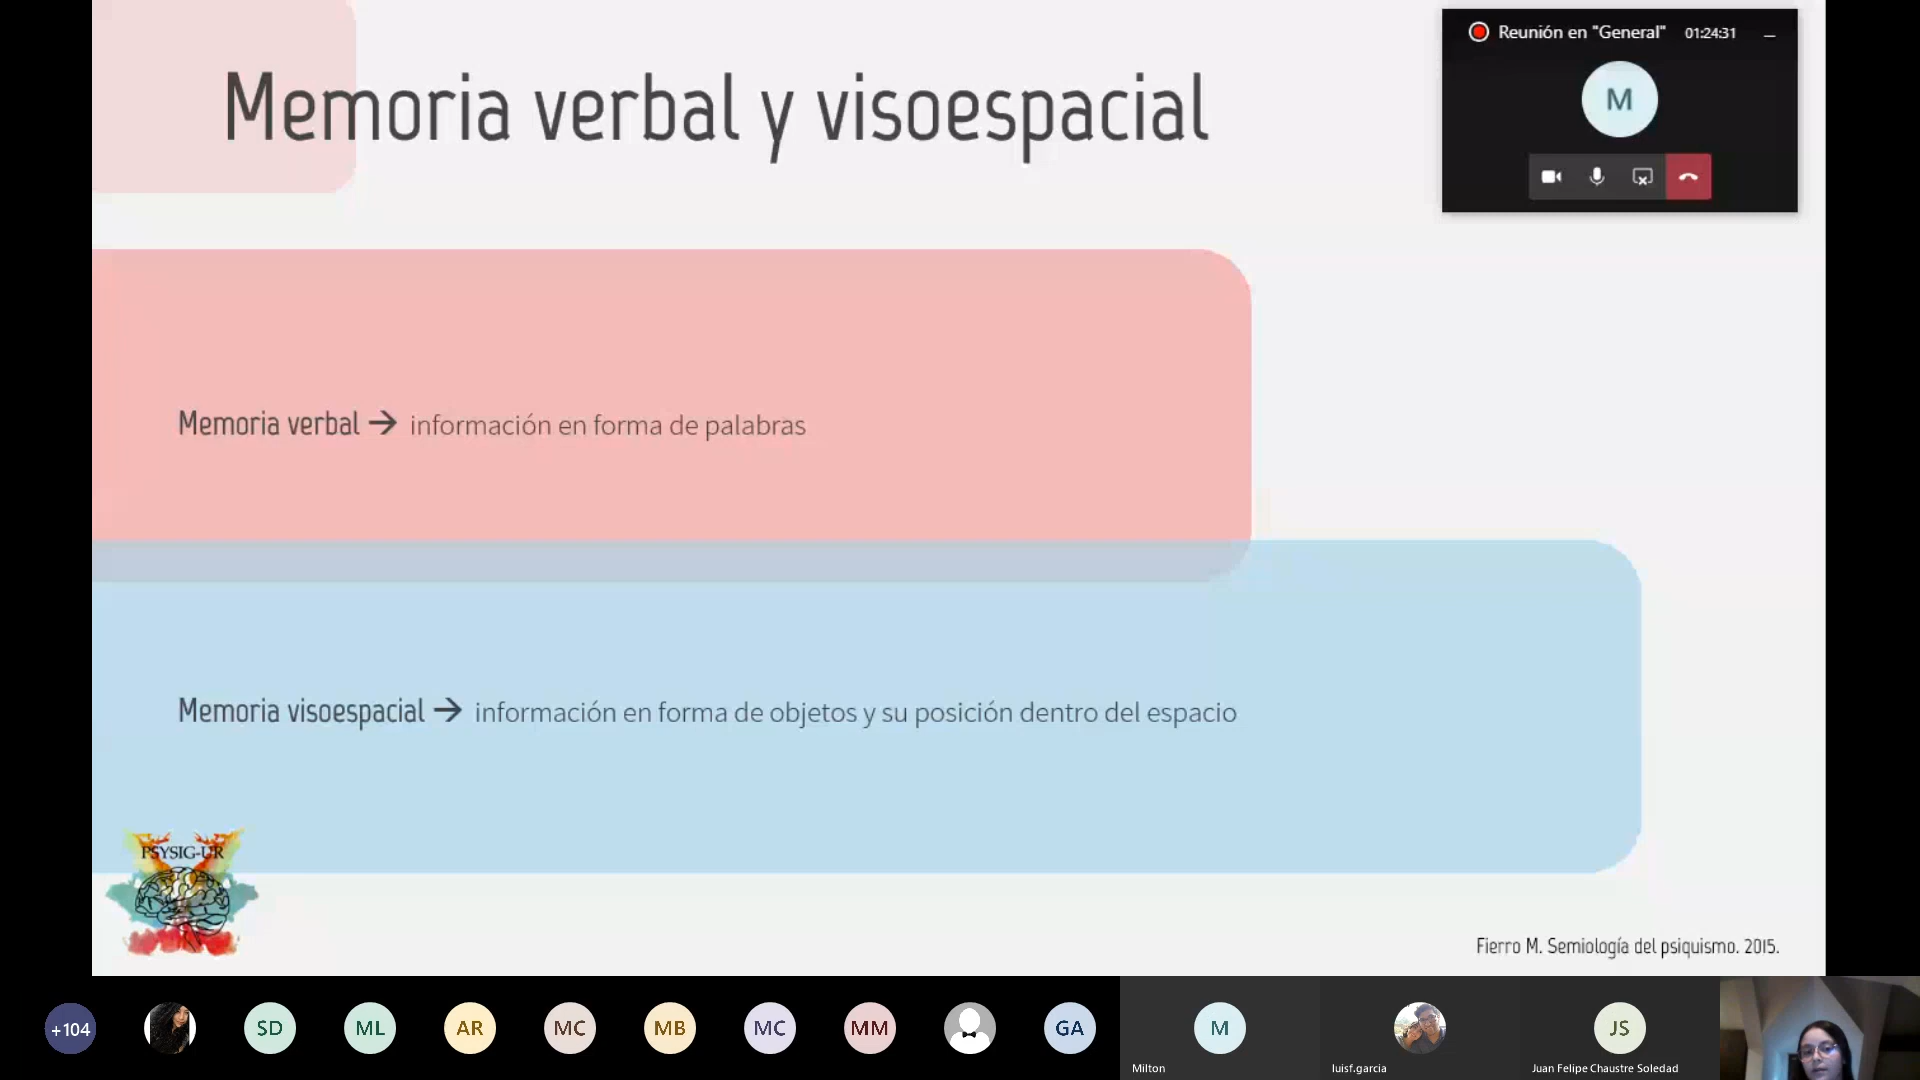 Memoria verbal y visoespacial
Reunión en "General" 01:24:31
M
Memoria verbal → información en forma de palabras
Memoria visoespacial → información en forma de objetos y su posición dentro del espacio
PSYSIG-UR
Fierro M. Semiología del psiquismo. 2015.
+104
SD
ML
AR
MC
MB
MC
MM
GA
M
JS
Milton
luisf.garcia
Juan Felipe Chaustre Soledad